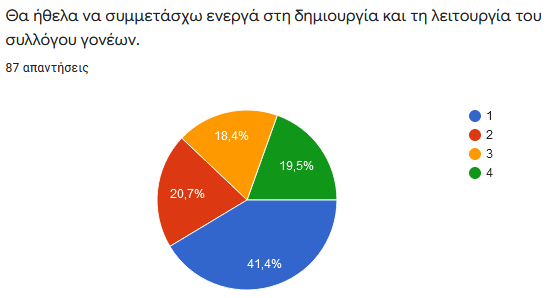 Θα ήθελα να συμμετάσχω ενεργά στη δημιουργία και τη λειτουργία του
συλλόγου γονέων.
87 απαντήσεις
1
2
3
4
18,4%
19,5%
20,7%
41,4%